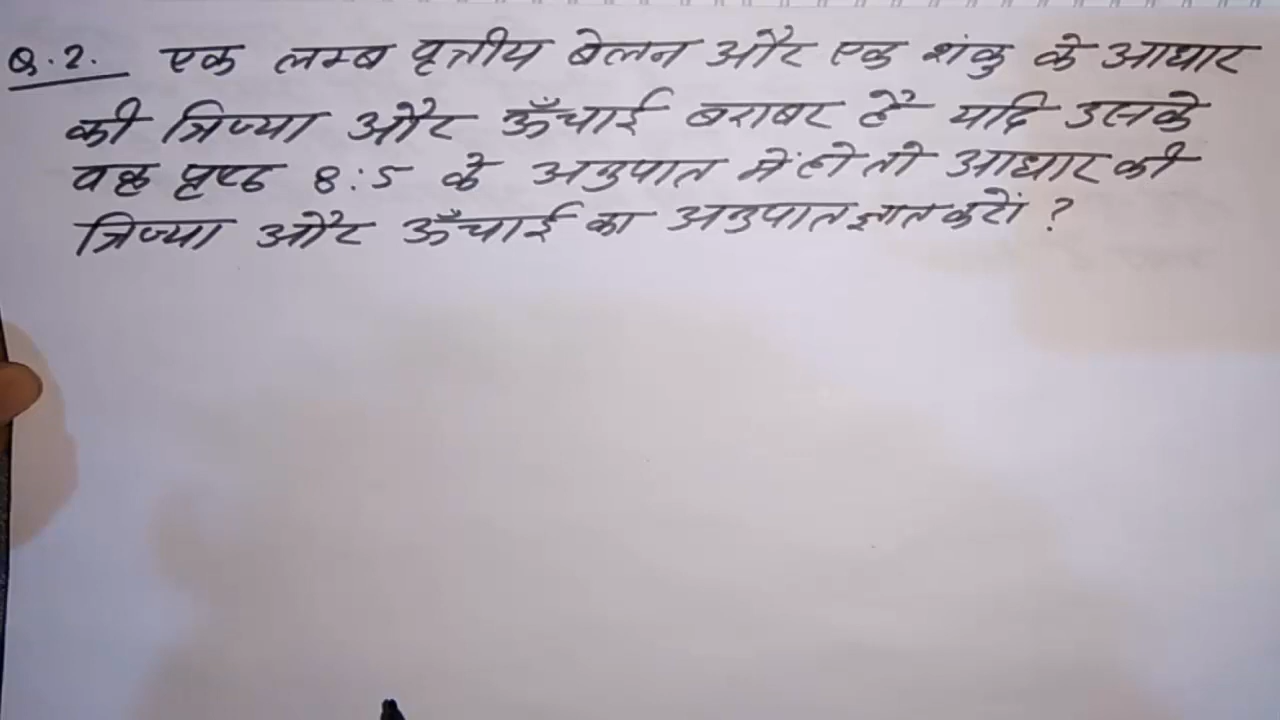 Q.2. एक लम्ब वृत्तीय बेलन और एक शंकु के आधार
की त्रिज्या और ऊँचाई बराबर है यदि उसके
वक्र पृष्ठ 8:5 के अनुपात में हो तो आधार की
त्रिज्या और ऊँचाई का अनुपात ज्ञात करों ?